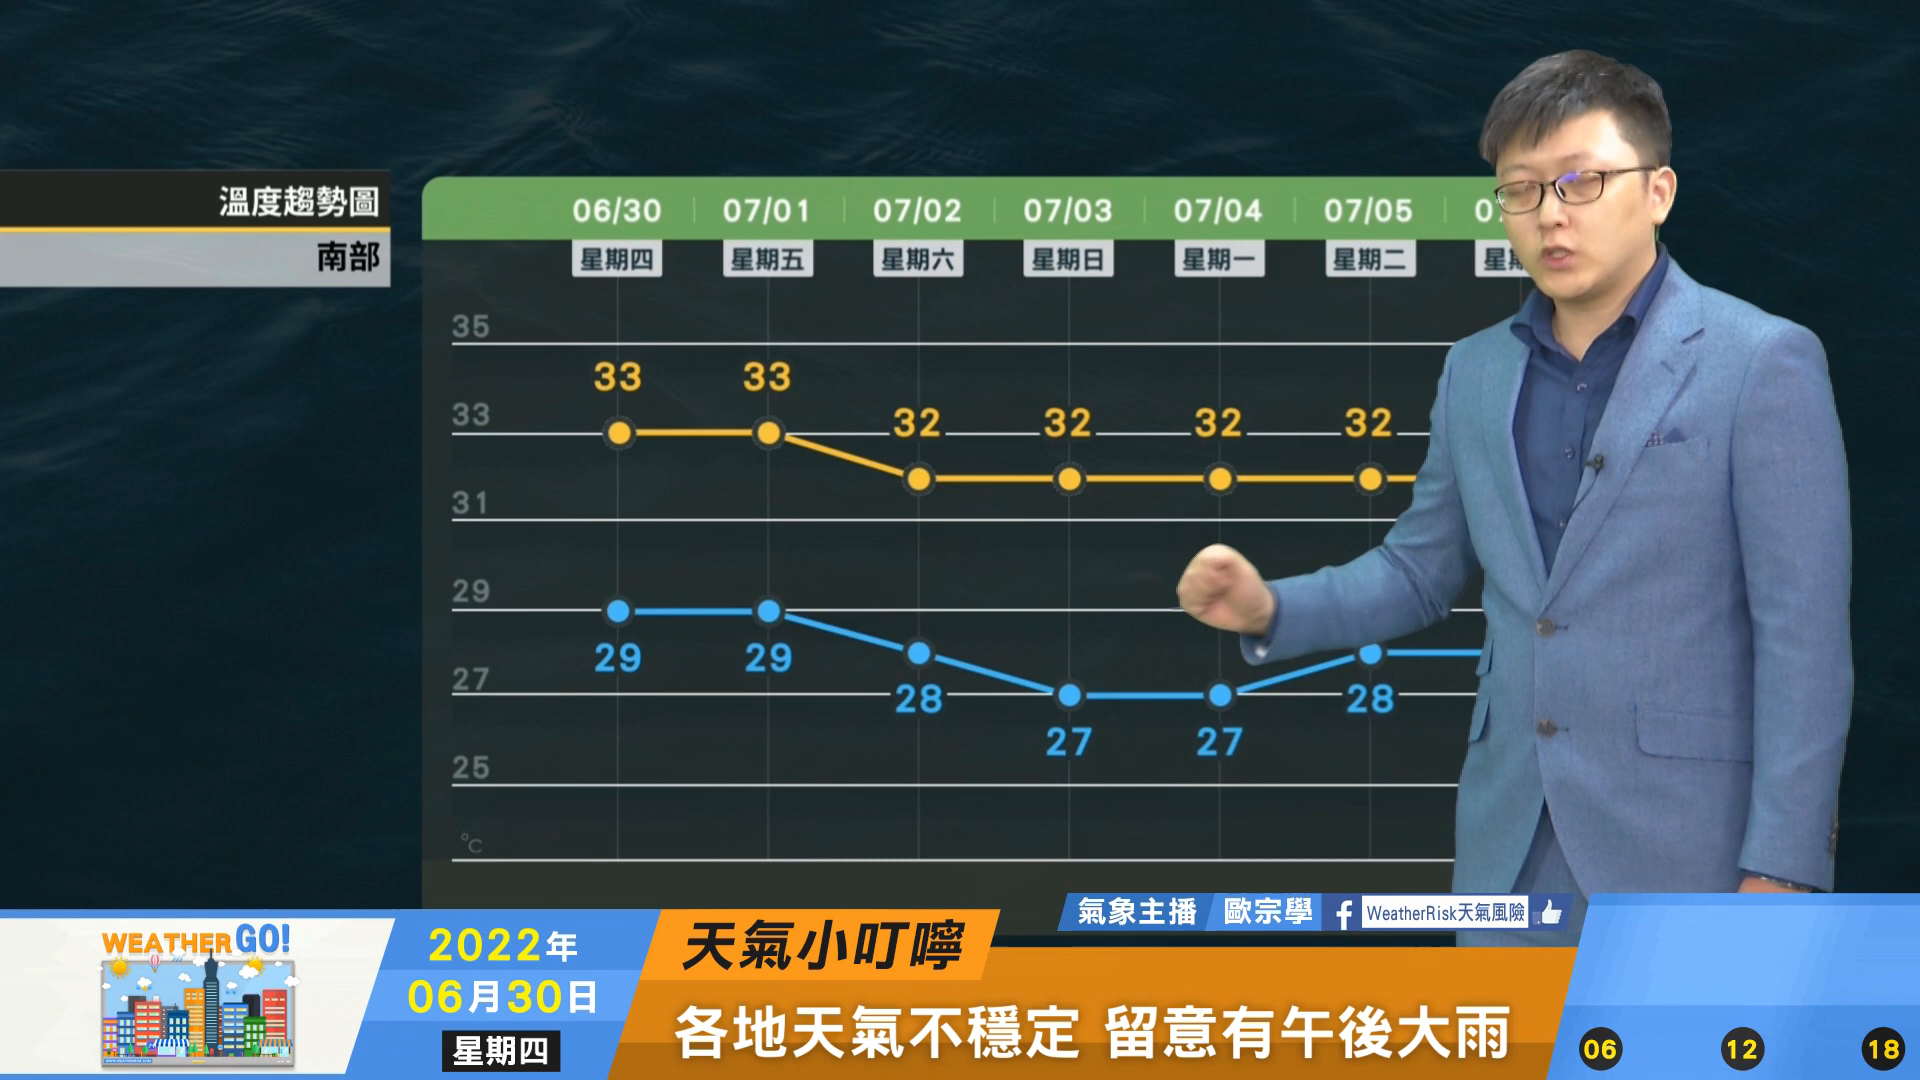 溫度趨勢圖
南部
06/30 07/01 07/02 07/03 07/04 07/05
星期四 星期五 星期六 星期日 星期一 星期二 星期
35
33 33
33
32 32 32 32
31
29
29 29
28 28
27
27 27
25
°C
氣象主播 歐宗學 f WeatherRisk天氣風險
WEATHER GO!
2022年
06月30日
星期四
天氣小叮嚀
各地天氣不穩定 留意有午後大雨
06 12 18